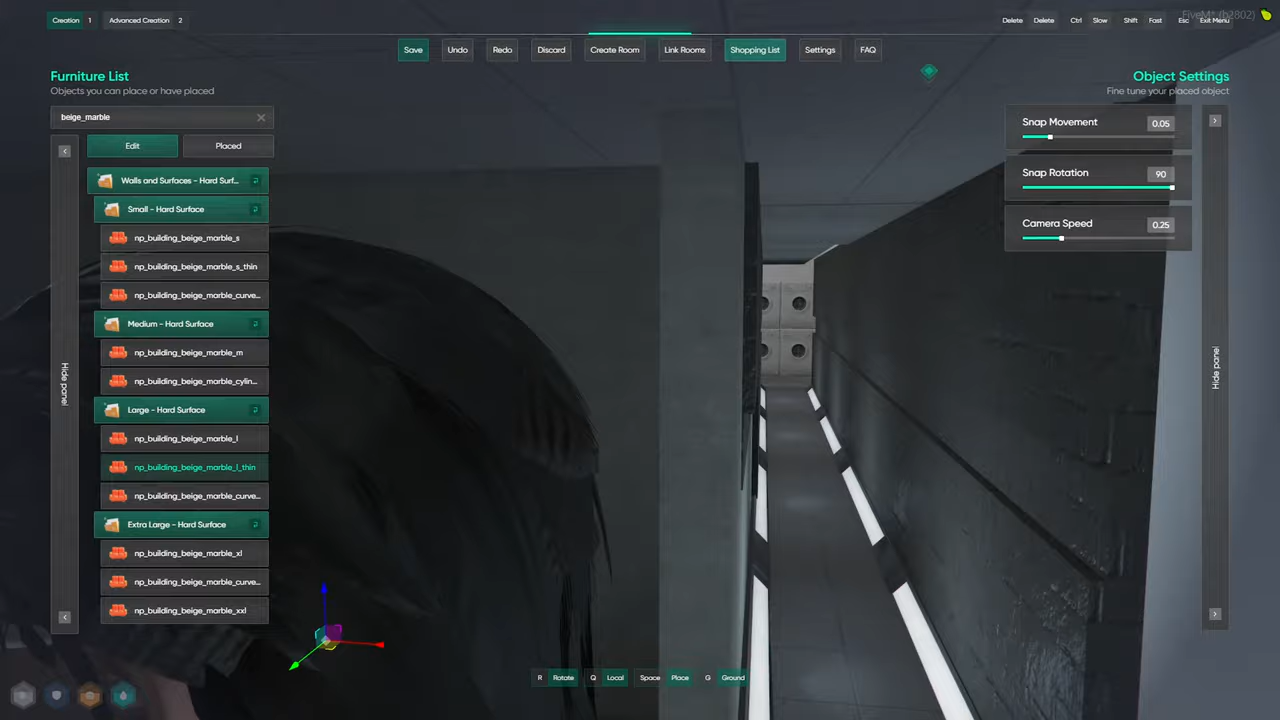 Creation 1 Advanced Creation 2
Delete Delete Ctrl Slow Shift Fast Esc Exit Menu
FiveM* (b2802)
Save Undo Redo Discard Create Room Link Rooms Shopping List Settings FAQ
Furniture List
Objects you can place or have placed
beige_marble
Edit Placed
Walls and Surfaces - Hard Surf...
Small - Hard Surface
np_building_beige_marble_s
np_building_beige_marble_s_thin
np_building_beige_marble_curve...
Medium - Hard Surface
np_building_beige_marble_m
np_building_beige_marble_cylin...
Large - Hard Surface
np_building_beige_marble_l
np_building_beige_marble_l_thin
np_building_beige_marble_curve...
Extra Large - Hard Surface
np_building_beige_marble_xl
np_building_beige_marble_curve...
np_building_beige_marble_xxl
Hide panel
Object Settings
Fine tune your placed object
Snap Movement 0.05
Snap Rotation 90
Camera Speed 0.25
Hide panel
R Rotate Q Local Space Place G Ground